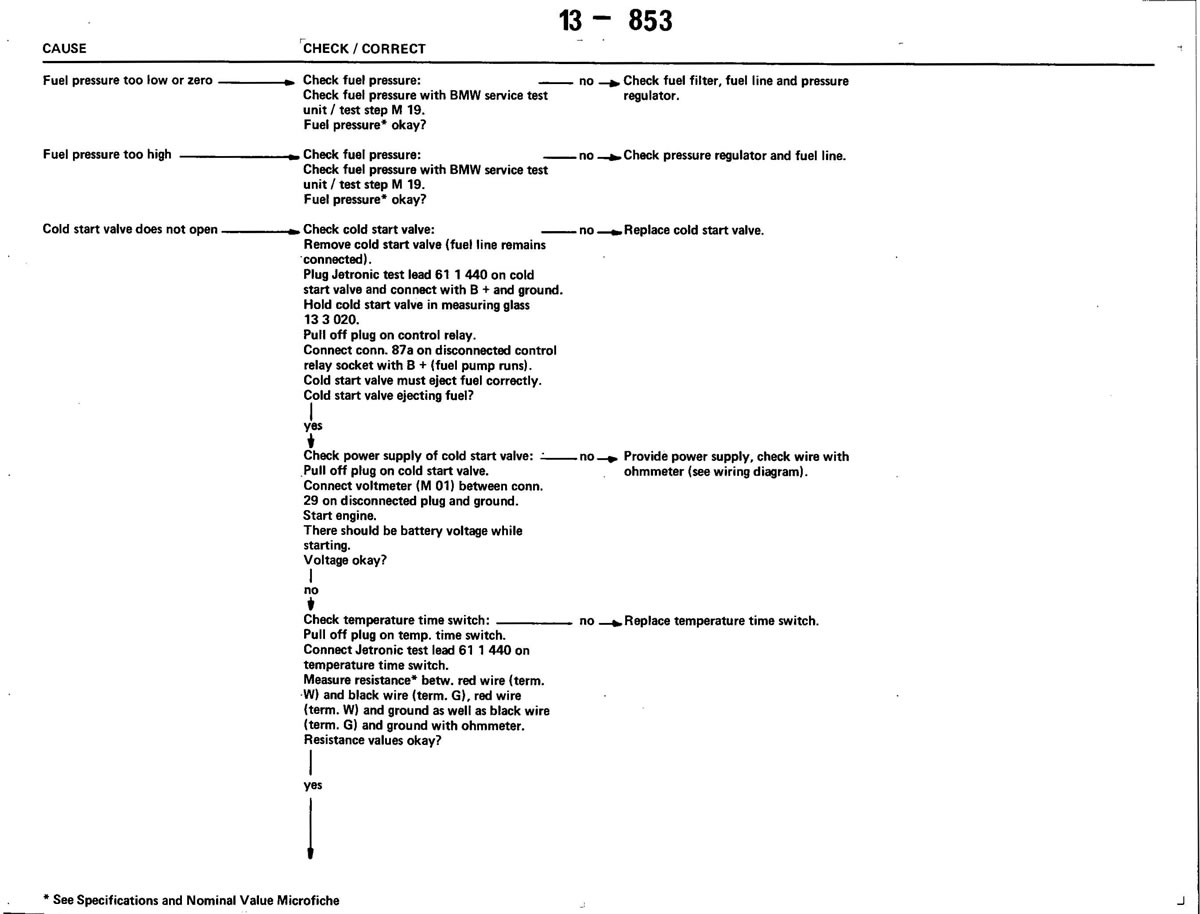 13 - 853
CAUSE
CHECK / CORRECT
Fuel pressure too low or zero
Check fuel pressure:
Check fuel pressure with BMW service test
unit / test step M 19.
Fuel pressure* okay?
no
Check fuel filter, fuel line and pressure
regulator.
Fuel pressure too high
Check fuel pressure:
Check fuel pressure with BMW service test
unit / test step M 19.
Fuel pressure* okay?
no
Check pressure regulator and fuel line.
Cold start valve does not open
Check cold start valve:
Remove cold start valve (fuel line remains
connected).
Plug Jetronic test lead 61 1 440 on cold
start valve and connect with B + and ground.
Hold cold start valve in measuring glass
13 3 020.
Pull off plug on control relay.
Connect conn. 87a on disconnected control
relay socket with B + (fuel pump runs).
Cold start valve must eject fuel correctly.
Cold start valve ejecting fuel?
no
Replace cold start valve.
yes
Check power supply of cold start valve:
Pull off plug on cold start valve.
Connect voltmeter (M 01) between conn.
29 on disconnected plug and ground.
Start engine.
There should be battery voltage while
starting.
Voltage okay?
no
Provide power supply, check wire with
ohmmeter (see wiring diagram).
no
Check temperature time switch:
Pull off plug on temp. time switch.
Connect Jetronic test lead 61 1 440 on
temperature time switch.
Measure resistance* betw. red wire (term.
W) and black wire (term. G), red wire
(term. W) and ground as well as black wire
(term. G) and ground with ohmmeter.
Resistance values okay?
no
Replace temperature time switch.
yes
* See Specifications and Nominal Value Microfiche